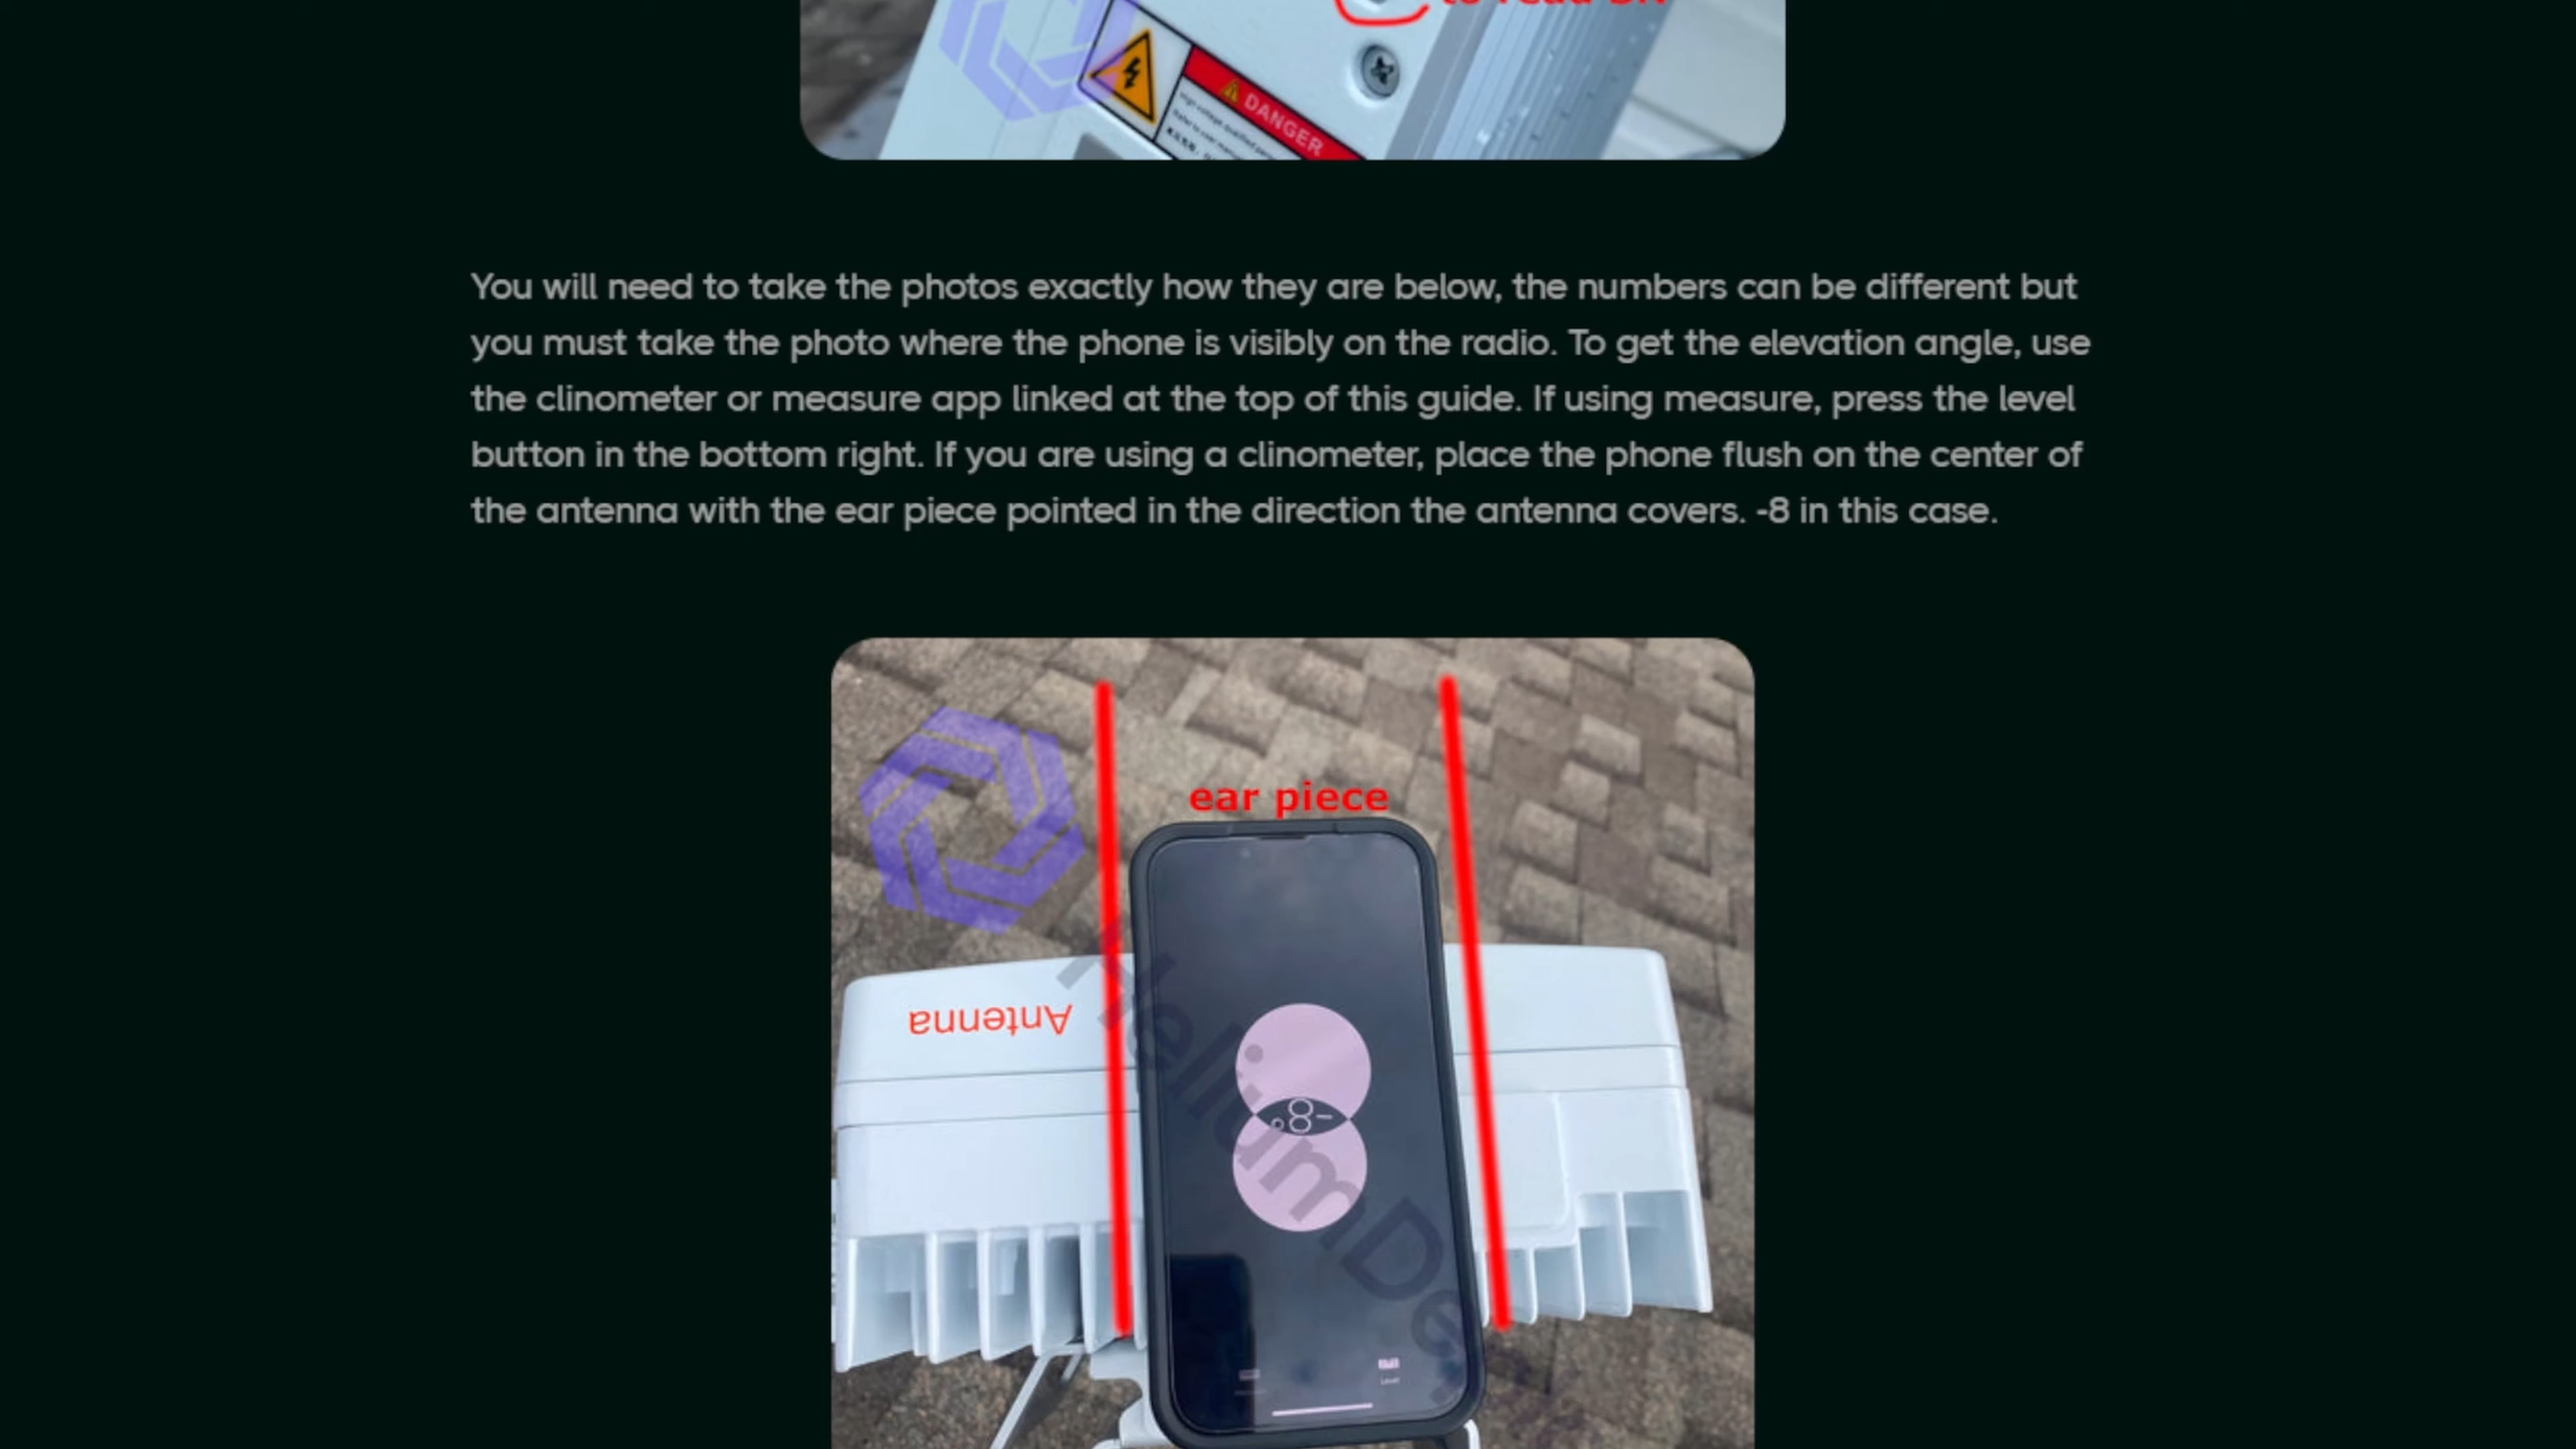 to read SN
DANGER
You will need to take the photos exactly how they are below, the numbers can be different but
you must take the photo where the phone is visibly on the radio. To get the elevation angle, use
the clinometer or measure app linked at the top of this guide. If using measure, press the level
button in the bottom right. If you are using a clinometer, place the phone flush on the center of
the antenna with the ear piece pointed in the direction the antenna covers. -8 in this case.
ear piece
Antenna
-8°
HeliumDe
Level